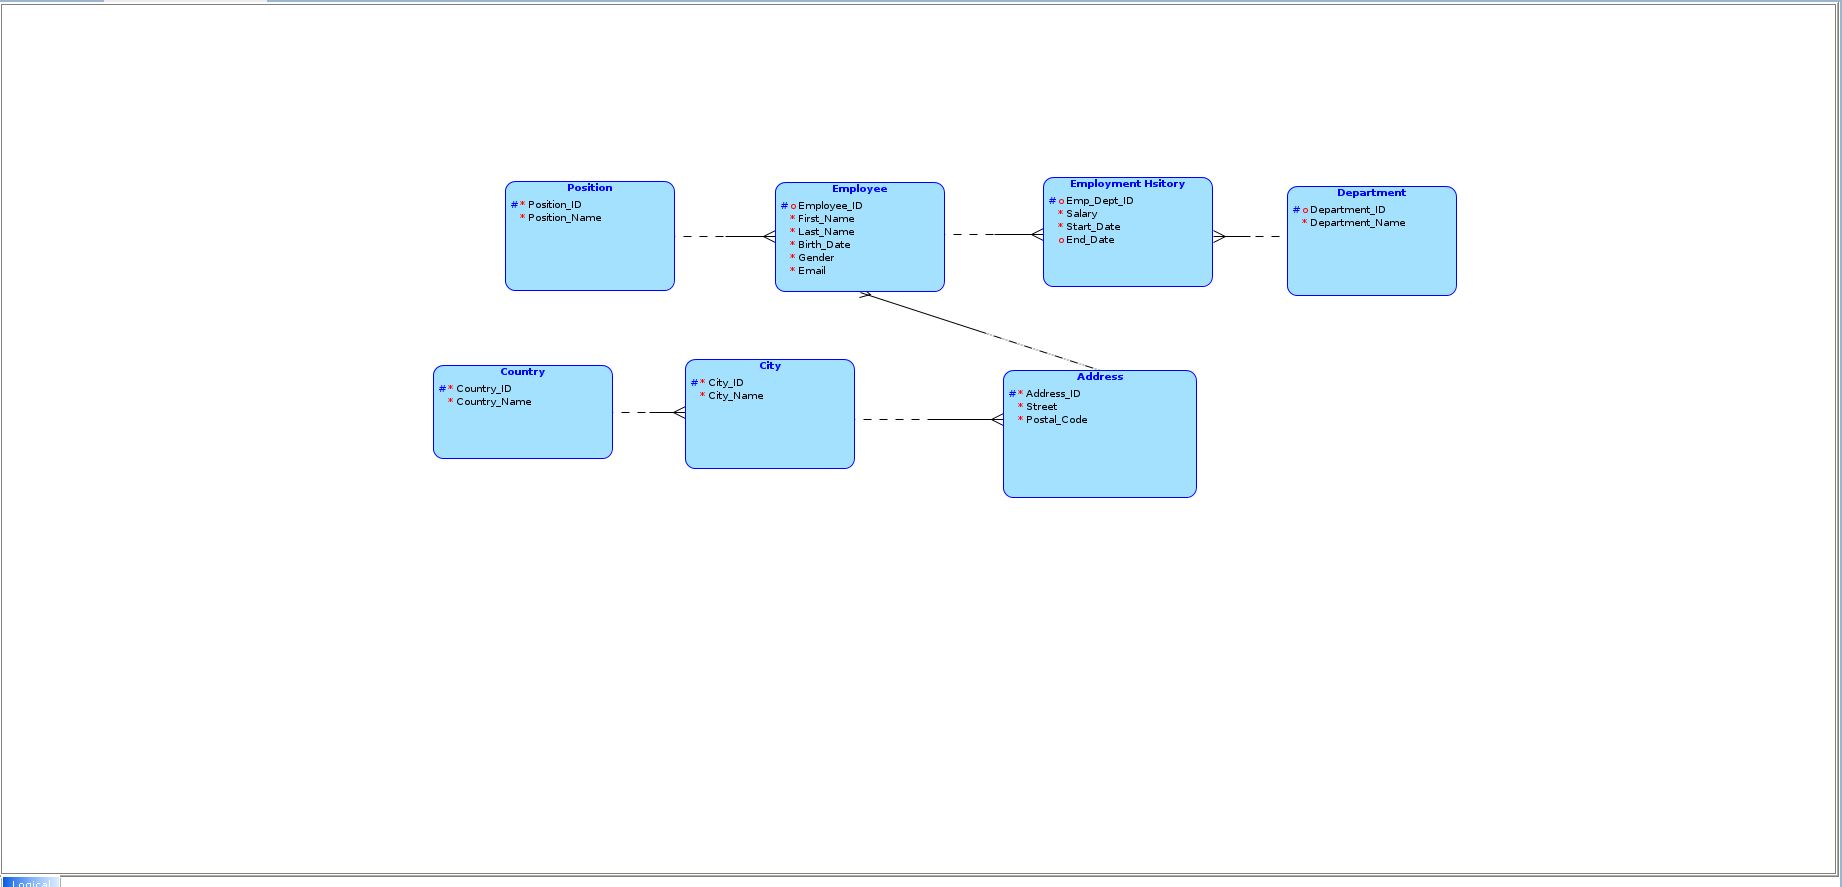 Position
#* Position_ID
* Position_Name
Employee
#o Employee_ID
* First_Name
* Last_Name
* Birth_Date
* Gender
* Email
Employment Hsitory
#o Emp_Dept_ID
* Salary
* Start_Date
o End_Date
Department
#o Department_ID
* Department_Name
Country
#* Country_ID
* Country_Name
City
#* City_ID
* City_Name
Address
#* Address_ID
* Street
* Postal_Code
Logical